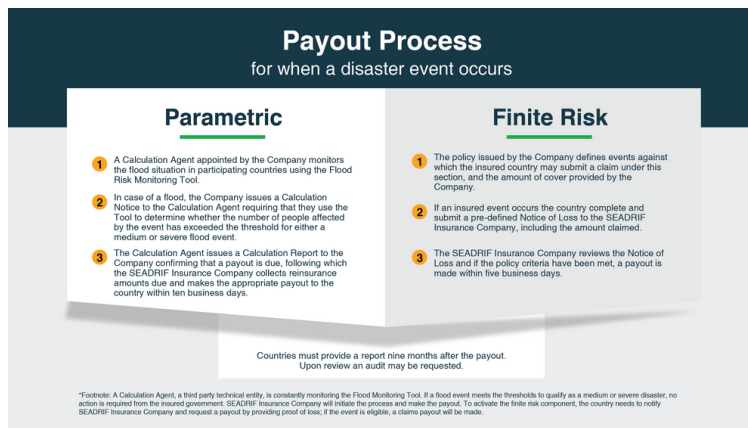 Payout Process
for when a disaster event occurs
Parametric
1
A Calculation Agent appointed by the Company monitors
the flood situation in participating countries using the Flood
Risk Monitoring Tool.
2
In case of a flood, the Company issues a Calculation
Notice to the Calculation Agent requiring that they use the
Tool to determine whether the number of people affected
by the event has exceeded the threshold for either a
medium or severe flood event.
3
The Calculation Agent issues a Calculation Report to the
Company confirming that a payout is due, following which
the SEADRIF Insurance Company collects reinsurance
amounts due and makes the appropriate payout to the
country within ten business days.
Finite Risk
1
The policy issued by the Company defines events against
which the insured country may submit a claim under this
section, and the amount of cover provided by the
Company.
2
If an insured event occurs the country complete and
submit a pre-defined Notice of Loss to the SEADRIF
Insurance Company, including the amount claimed.
3
The SEADRIF Insurance Company reviews the Notice of
Loss and if the policy criteria have been met, a payout is
made within five business days.
Countries must provide a report nine months after the payout.
Upon review an audit may be requested.
*Footnote: A Calculation Agent, a third party technical entity, is constantly monitoring the Flood Monitoring Tool. If a flood event meets the thresholds to qualify as a medium or severe disaster, no
action is required from the insured government. SEADRIF Insurance Company will initiate the process and make the payout. To activate the finite risk component, the country needs to notify
SEADRIF Insurance Company and request a payout by providing proof of loss; if the event is eligible, a claims payout will be made.